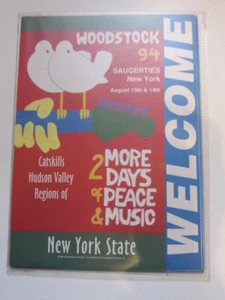 WOODSTOCK
94
SAUGERTIES
New York
August 13th & 14th
WELCOME
Catskills
Hudson Valley
Regions of
2 MORE
DAYS
of PEACE
& MUSIC
New York State